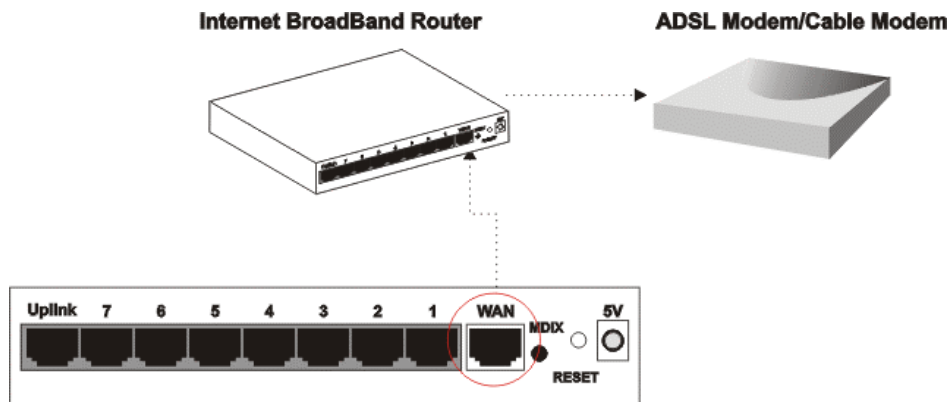 Internet BroadBand Router
ADSL Modem/Cable Modem
Uplink 7 6 5 4 3 2 1 WAN 5V
MDIX
RESET